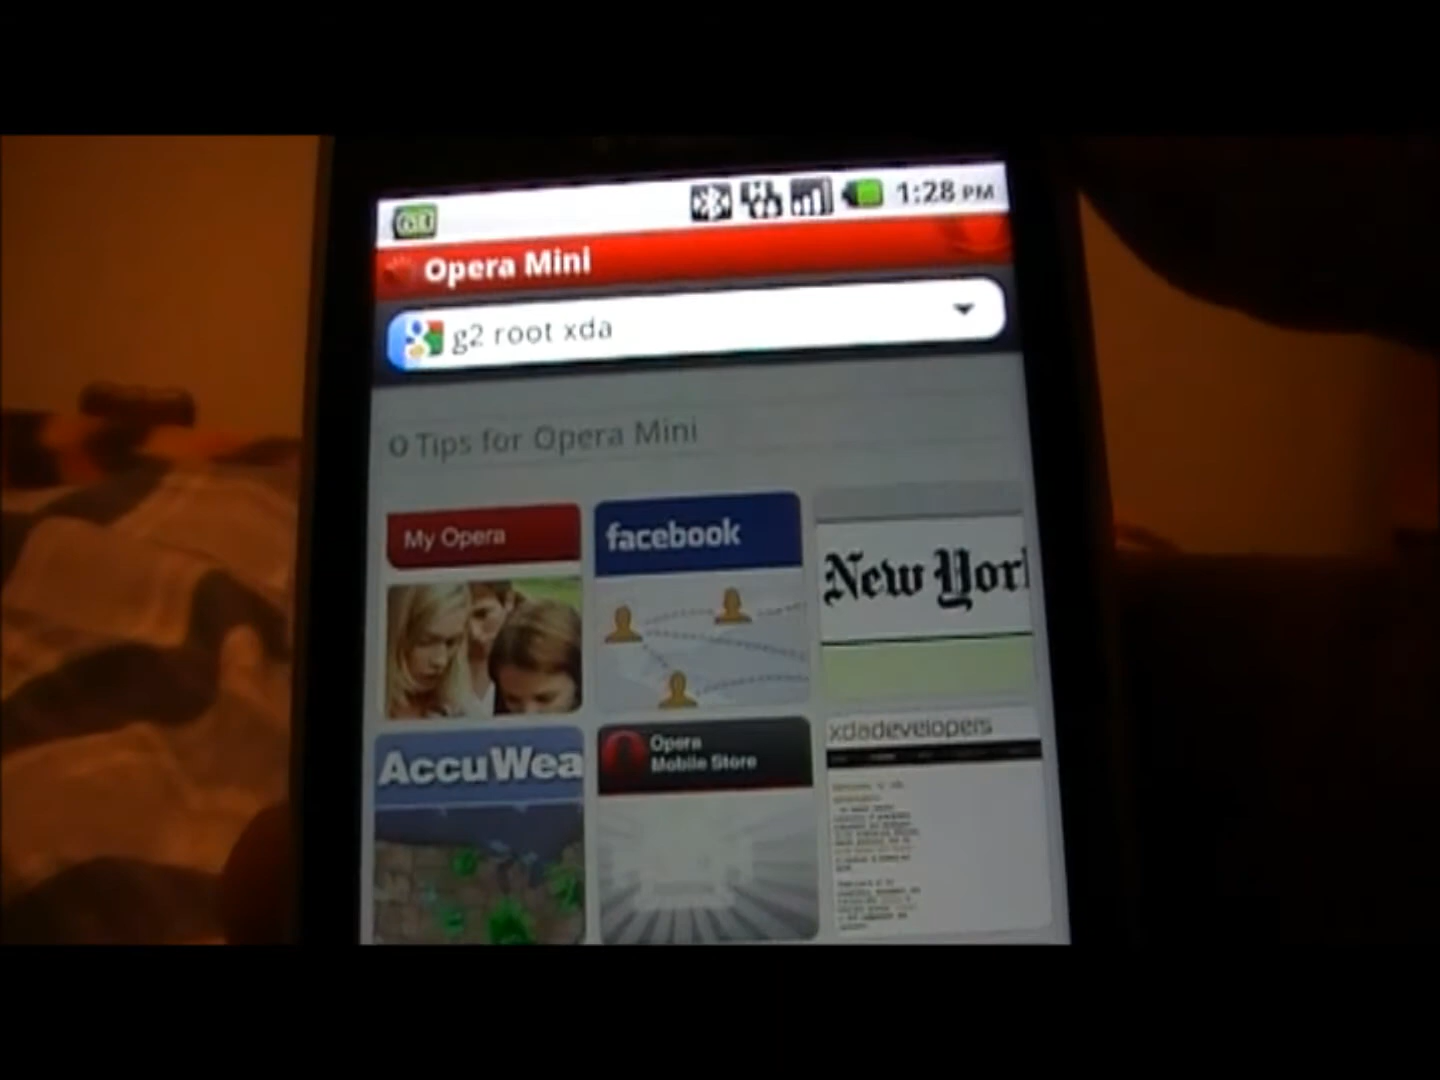 1:28 PM
Opera Mini
g2 root xda
Tips for Opera Mini
My Opera
facebook
New Yor
AccuWea
Opera
Mobile Store
xdadevelopers